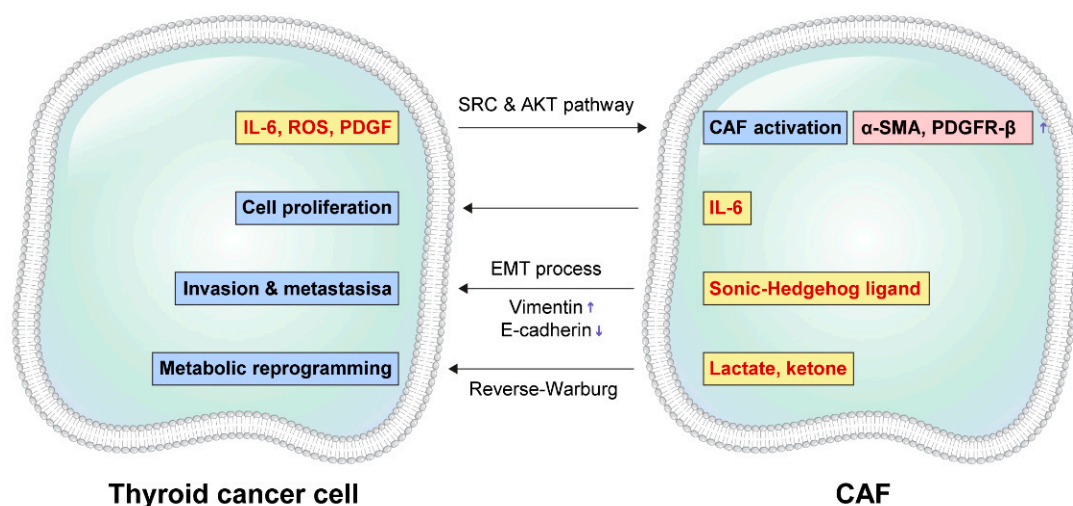 IL-6, ROS, PDGF
SRC & AKT pathway
CAF activation
α-SMA, PDGFR-β ↑
Cell proliferation
IL-6
Invasion & metastasisa
EMT process
Vimentin ↑
E-cadherin ↓
Sonic-Hedgehog ligand
Metabolic reprogramming
Reverse-Warburg
Lactate, ketone
Thyroid cancer cell
CAF